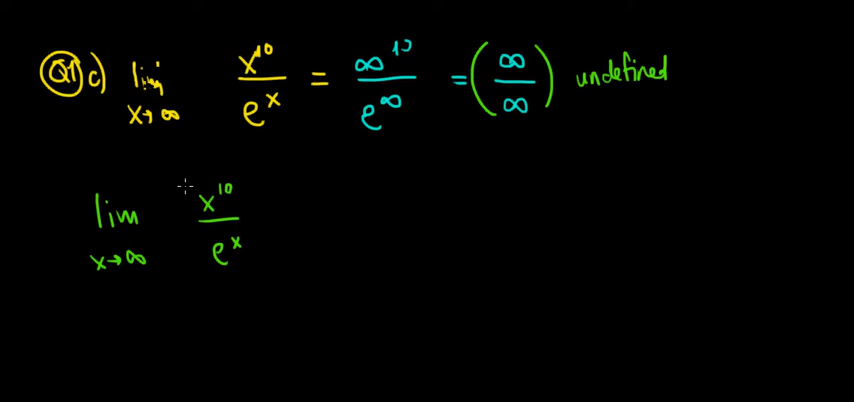 Q1 c) lim x→∞ x^10 / e^x = ∞^10 / e^∞ = (∞/∞) undefined
lim x→∞ x^10 / e^x